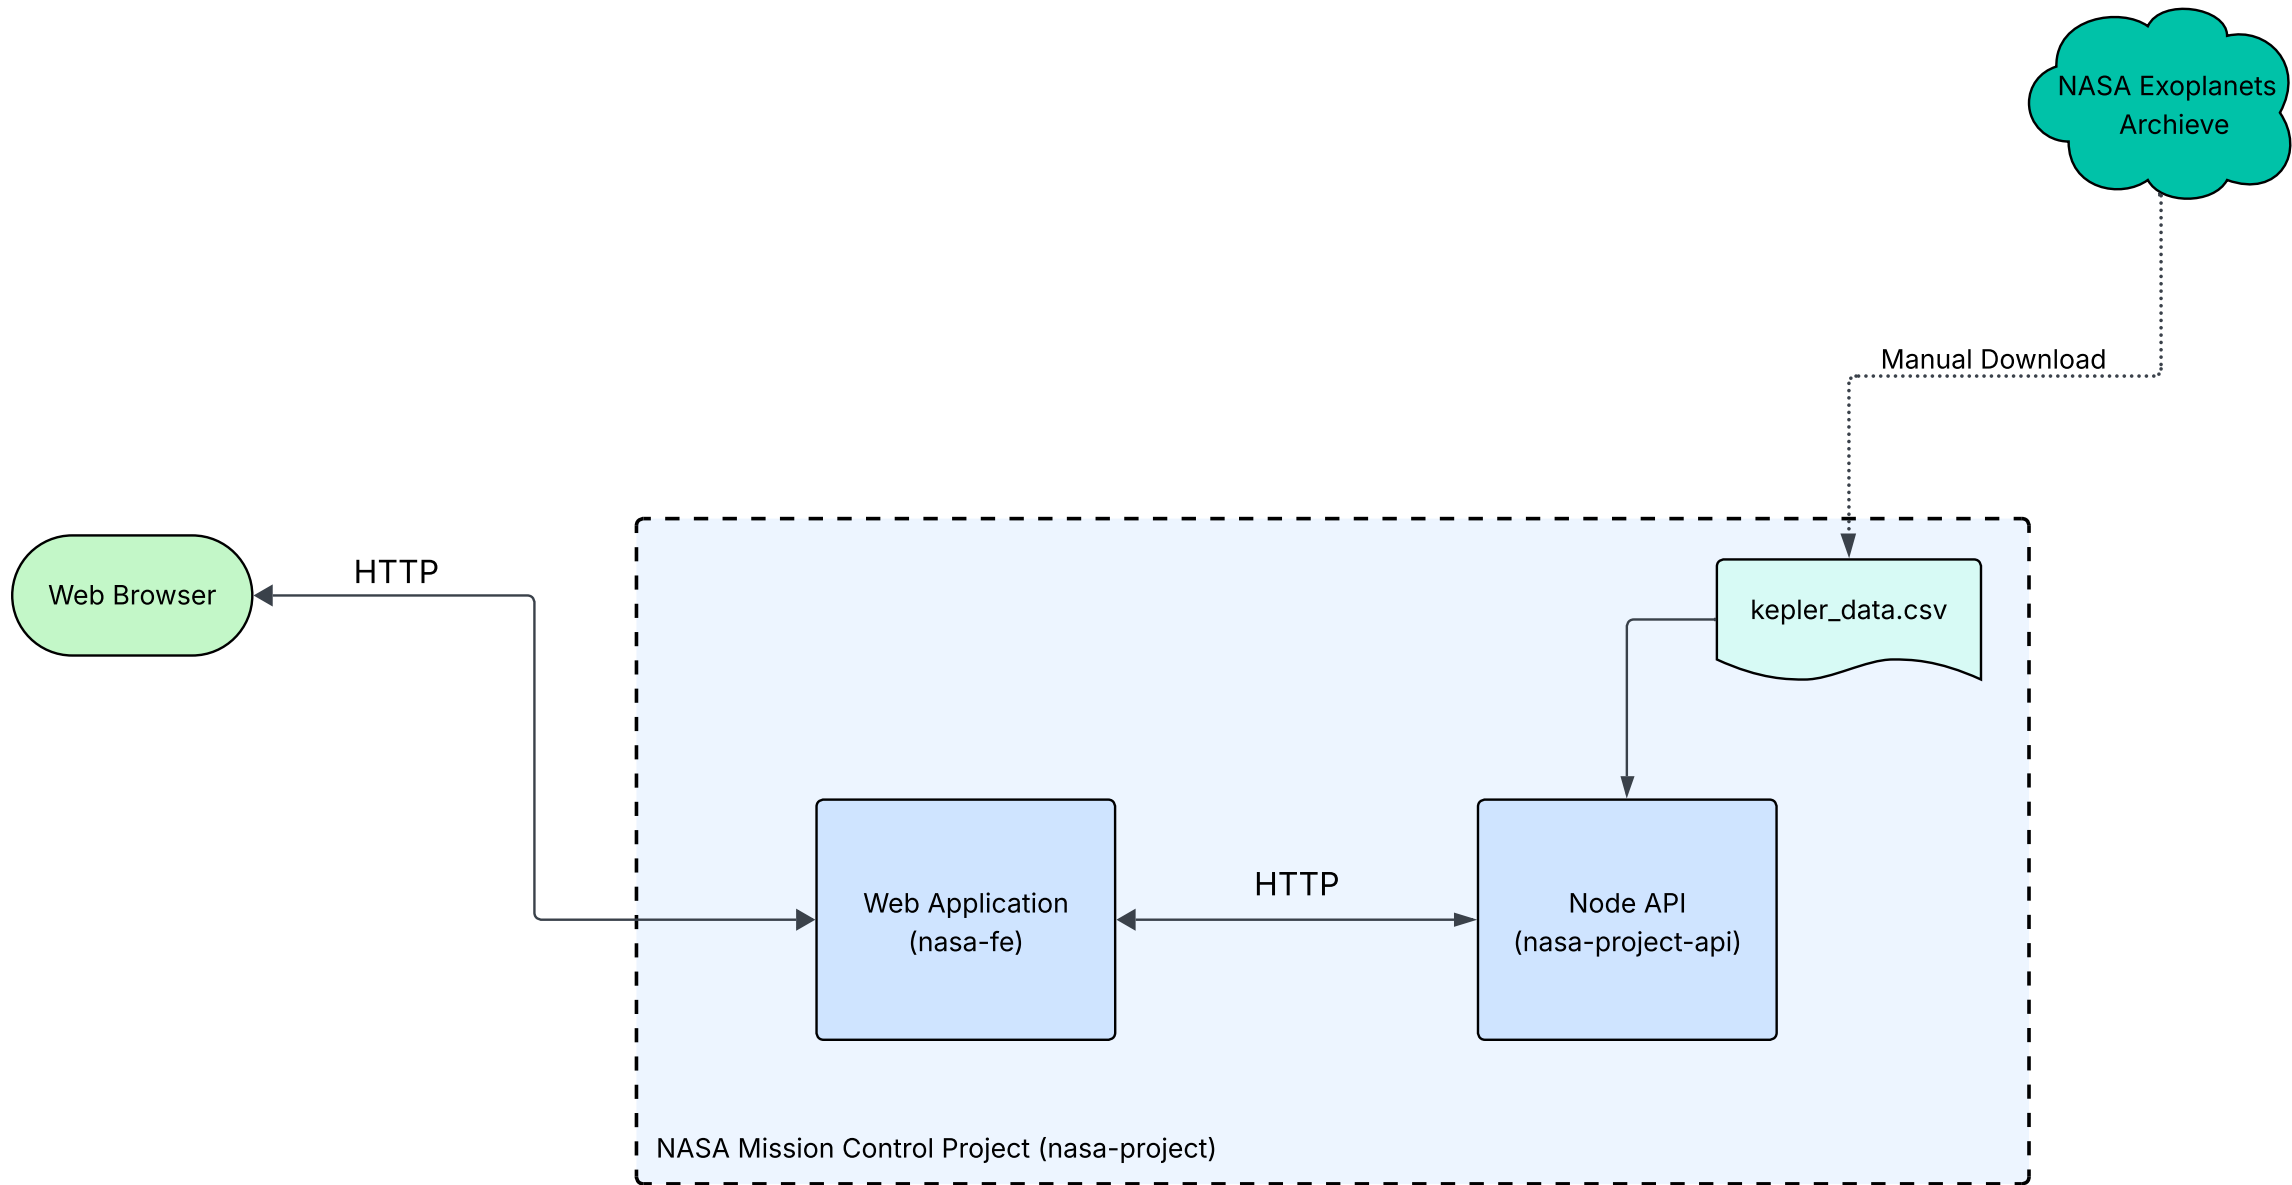 NASA Exoplanets
Archieve
Manual Download
HTTP
Web Browser
kepler_data.csv
HTTP
Web Application
(nasa-fe)
Node API
(nasa-project-api)
NASA Mission Control Project (nasa-project)